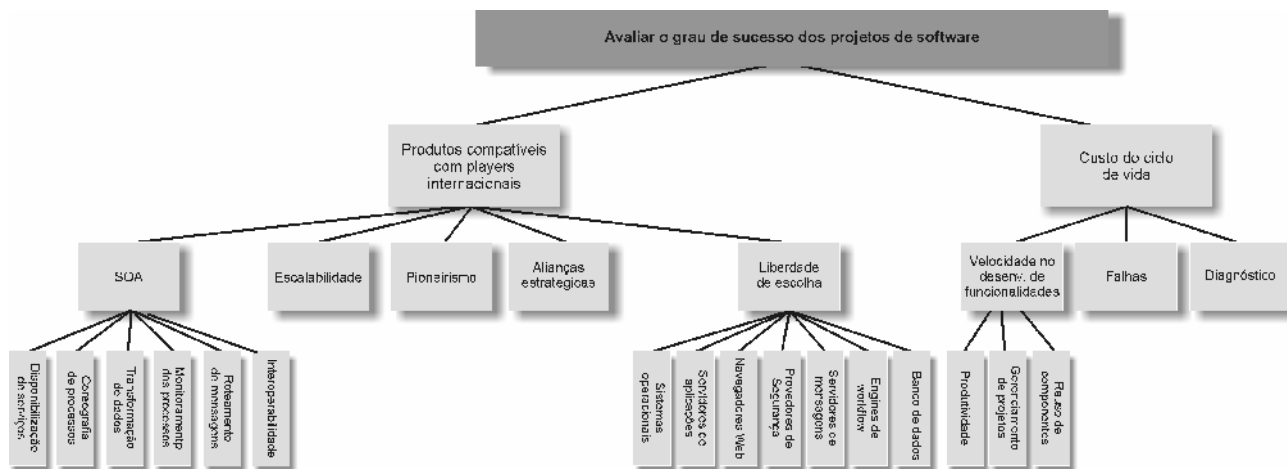 Avaliar o grau de sucesso dos projetos de software
Produtos compatíveis
com players
internacionais
Custo do ciclo
de vida
SOA
Escalabilidade
Pioneirismo
Alianças
estrategicas
Liberdade
de escolha
Velocidade no
desenv. de
funcionalidades
Falhas
Diagnóstico
Disponibilização
de serviços
Coreografia
de processos
Transformação
de dados
Monitoramento
dos processos
Roteamento
de mensagens
Interoperabilidade
Sistemas
operacionais
Servidores de
aplicações
Navegadores Web
Provedores de
Segurança
Servidores de
mensagens
Engines de
workflow
Banco de dados
Produtividade
Gerenciamento
de projetos
Reuso de
componentes